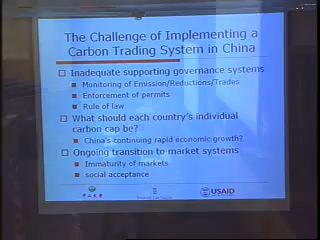 The Challenge of Implementing a
Carbon Trading System in China
Inadequate supporting governance systems
Monitoring of Emission/Reductions/Trades
Enforcement of permits
Rule of law
What should each country's individual
carbon cap be?
China's continuing rapid economic growth?
Ongoing transition to market systems
Immaturity of markets
social acceptance
USAID